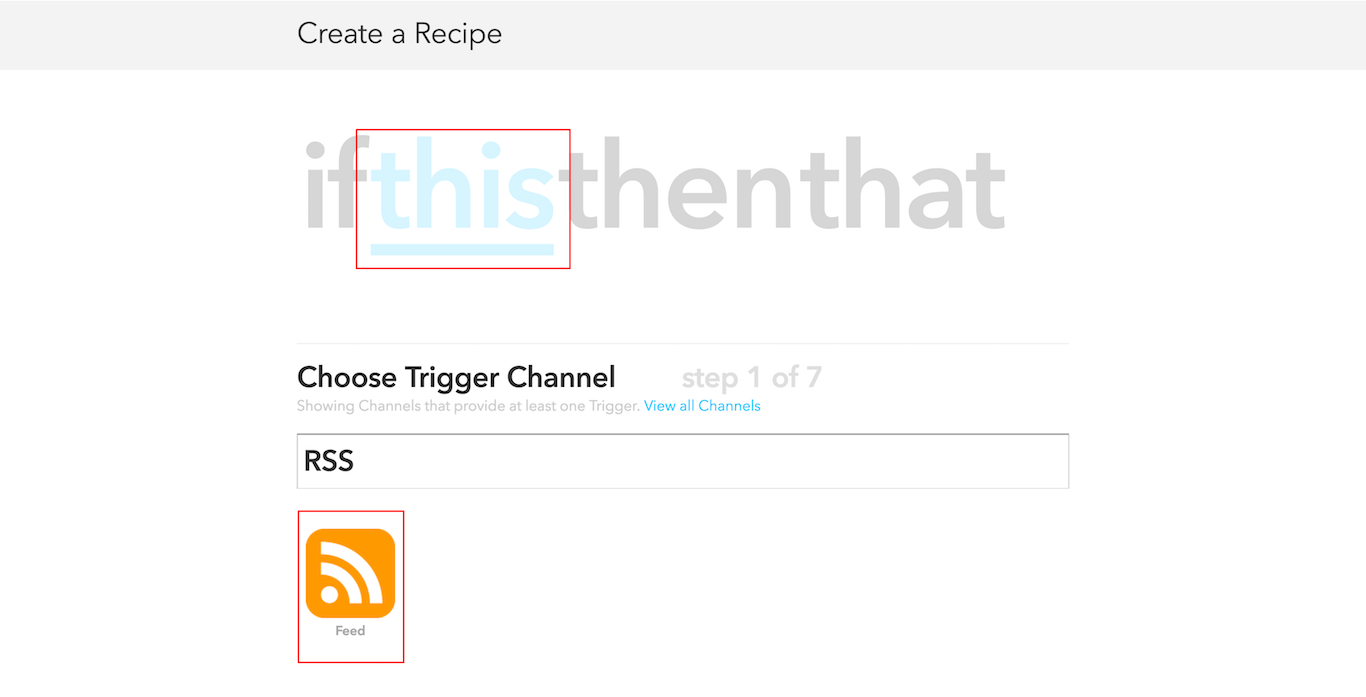 Create a Recipe
ifthisthenthat
Choose Trigger Channel step 1 of 7
Showing Channels that provide at least one Trigger. View all Channels
RSS
Feed